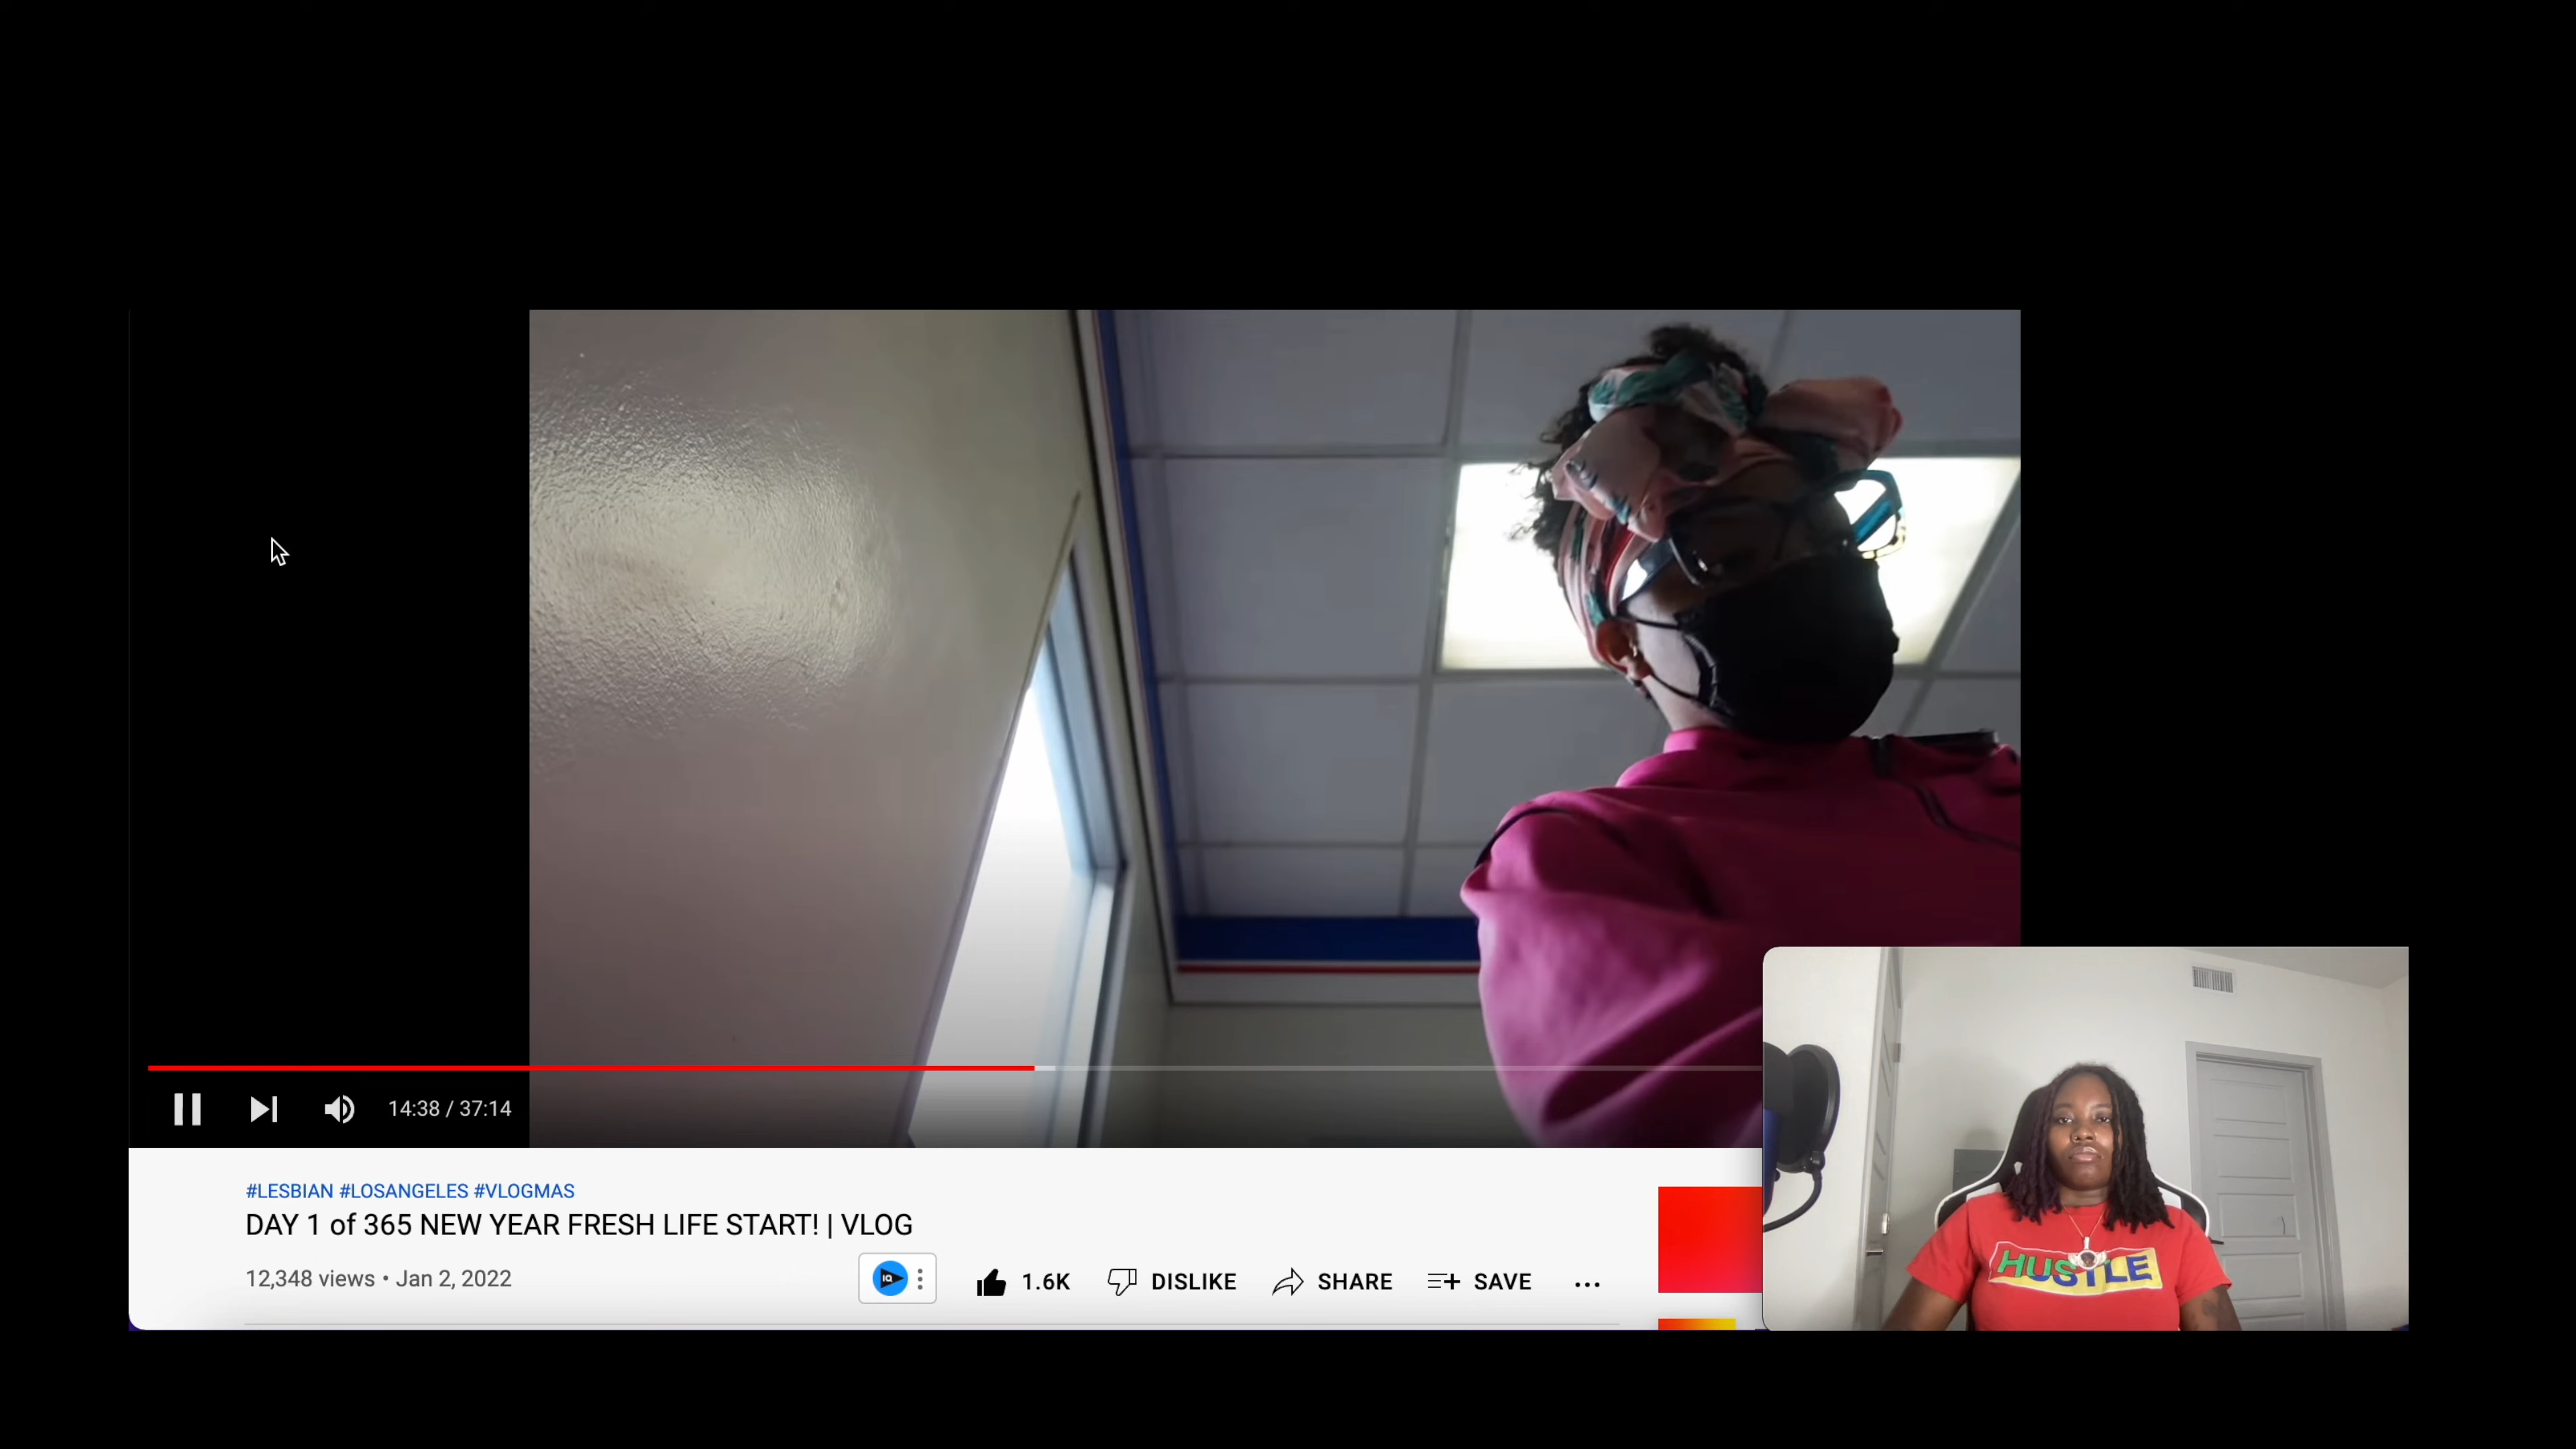 14:38 / 37:14
#LESBIAN #LOSANGELES #VLOGMAS
DAY 1 of 365 NEW YEAR FRESH LIFE START! | VLOG
12,348 views • Jan 2, 2022
IQ
1.6K
DISLIKE
SHARE
SAVE
HUSTLE